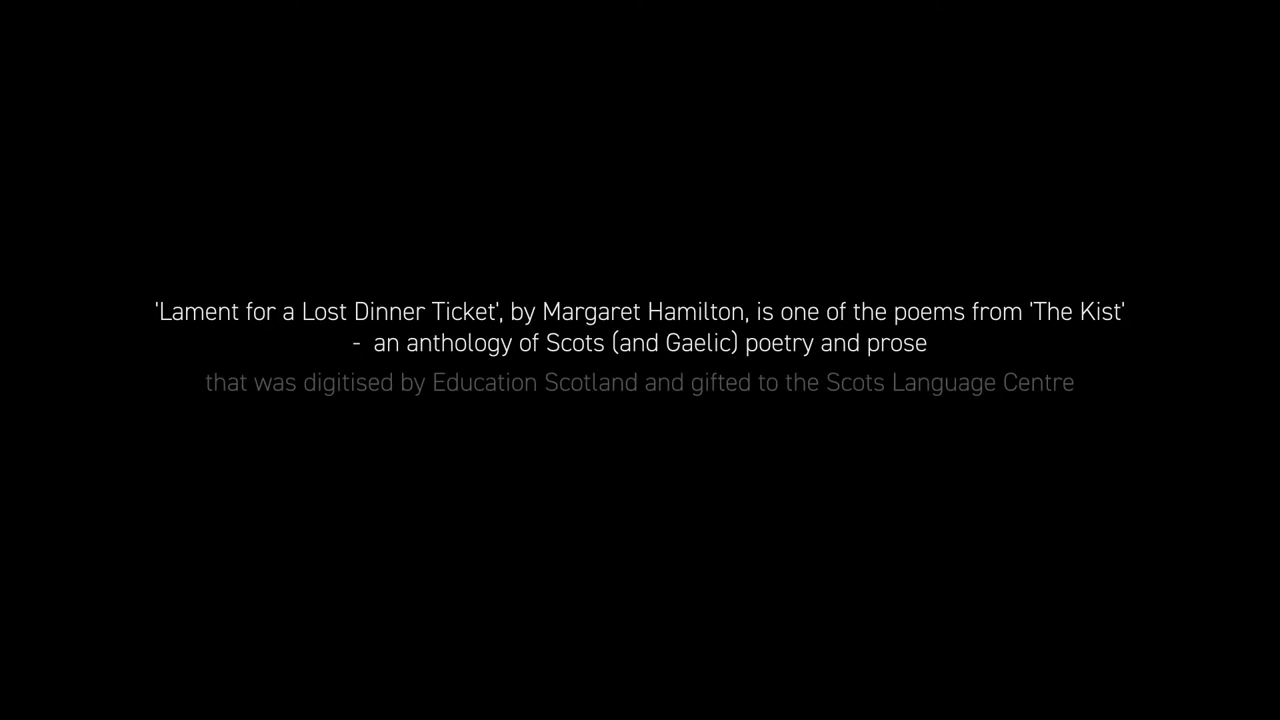 'Lament for a Lost Dinner Ticket', by Margaret Hamilton, is one of the poems from 'The Kist'
- an anthology of Scots (and Gaelic) poetry and prose
that was digitised by Education Scotland and gifted to the Scots Language Centre